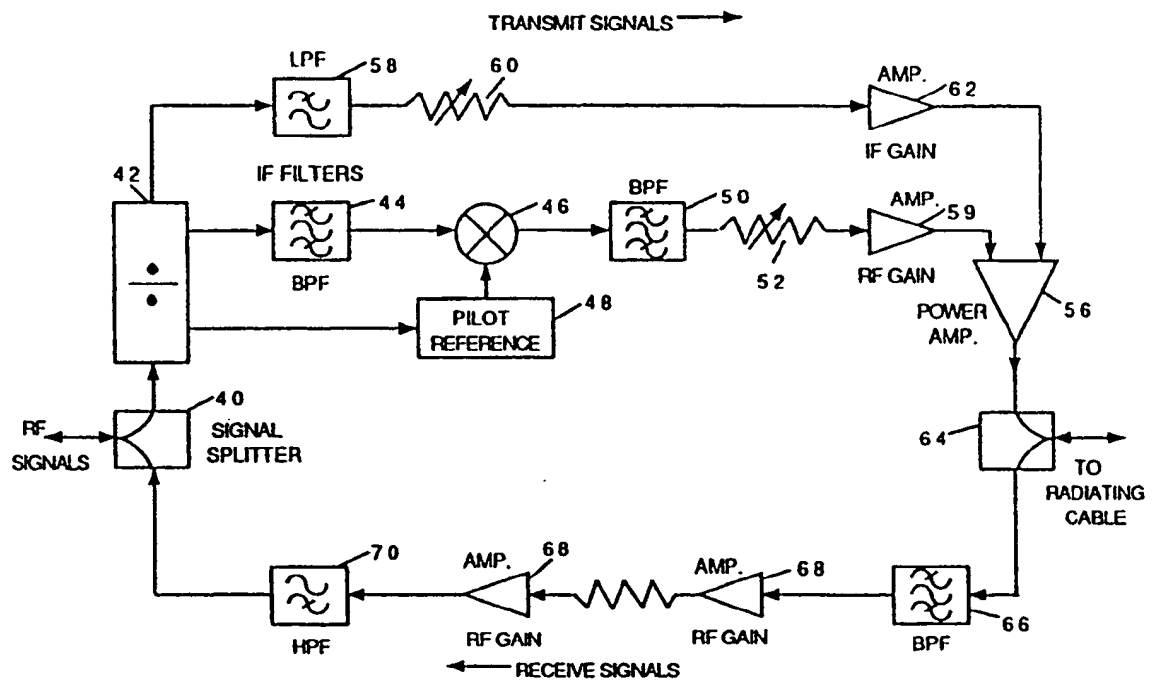 TRANSMIT SIGNALS
LPF
58
60
AMP.
62
IF GAIN
42
IF FILTERS
44
BPF
46
BPF
50
52
AMP.
59
RF GAIN
PILOT
REFERENCE
48
POWER
AMP.
56
40
RF
SIGNALS
SIGNAL
SPLITTER
64
TO
RADIATING
CABLE
70
HPF
AMP.
68
RF GAIN
AMP.
68
RF GAIN
BPF
66
RECEIVE SIGNALS